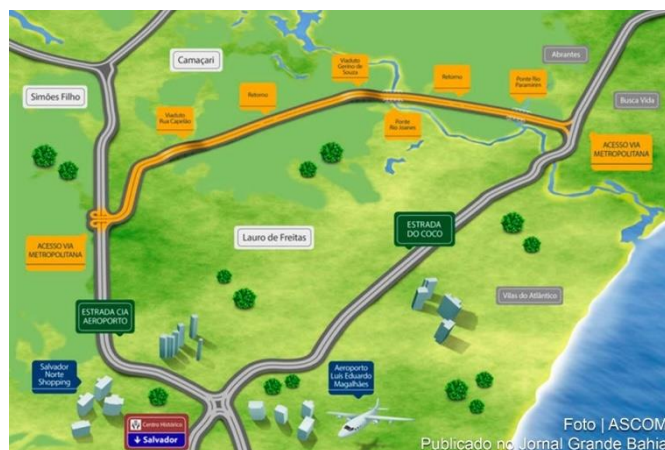 Camaçari
Simões Filho
Viaduto
Rua Capelão
Retorno
Viaduto
Cenho de
Souza
Ponte
Rio Joanes
Retorno
Ponte Rio
Abrantes
Busca Vida
ACESSO VIA
METROPOLITANA
ACESSO VIA
METROPOLITANA
Lauro de Freitas
ESTRADA
DO COCO
Vilas do Atlântico
ESTRADA CIA
AEROPORTO
Salvador
Norte
Shopping
Aeroporto
Luís Eduardo
Magalhães
Centro Histórico
Salvador
Foto | ASCOM
Publicado no Jornal Grande Bahia